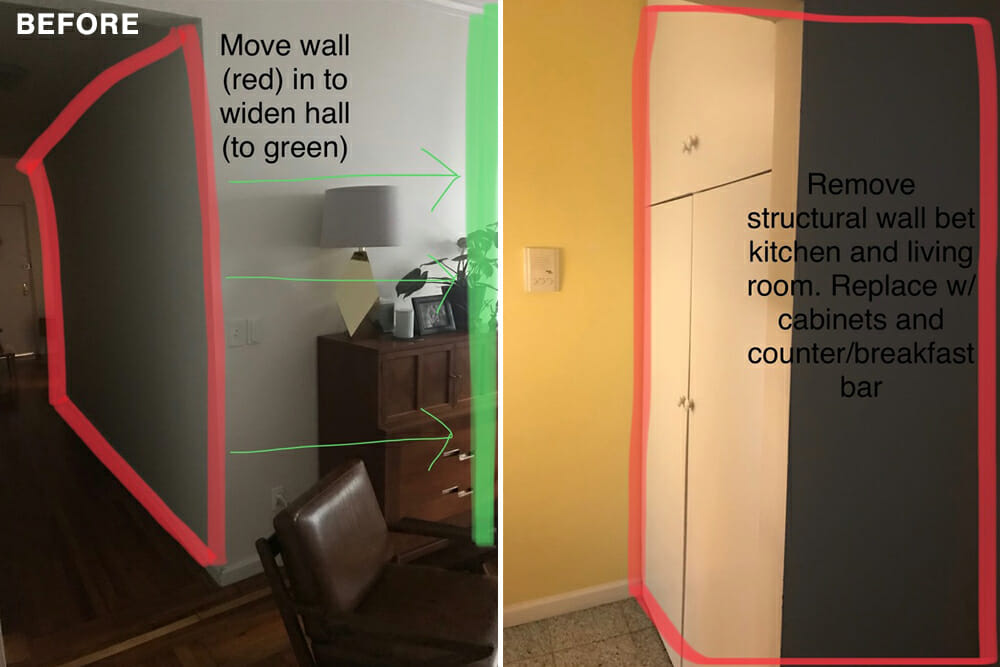 BEFORE
Move wall
(red) in to
widen hall
(to green)
Remove
structural wall bet
kitchen and living
room. Replace w/
cabinets and
counter/breakfast
bar